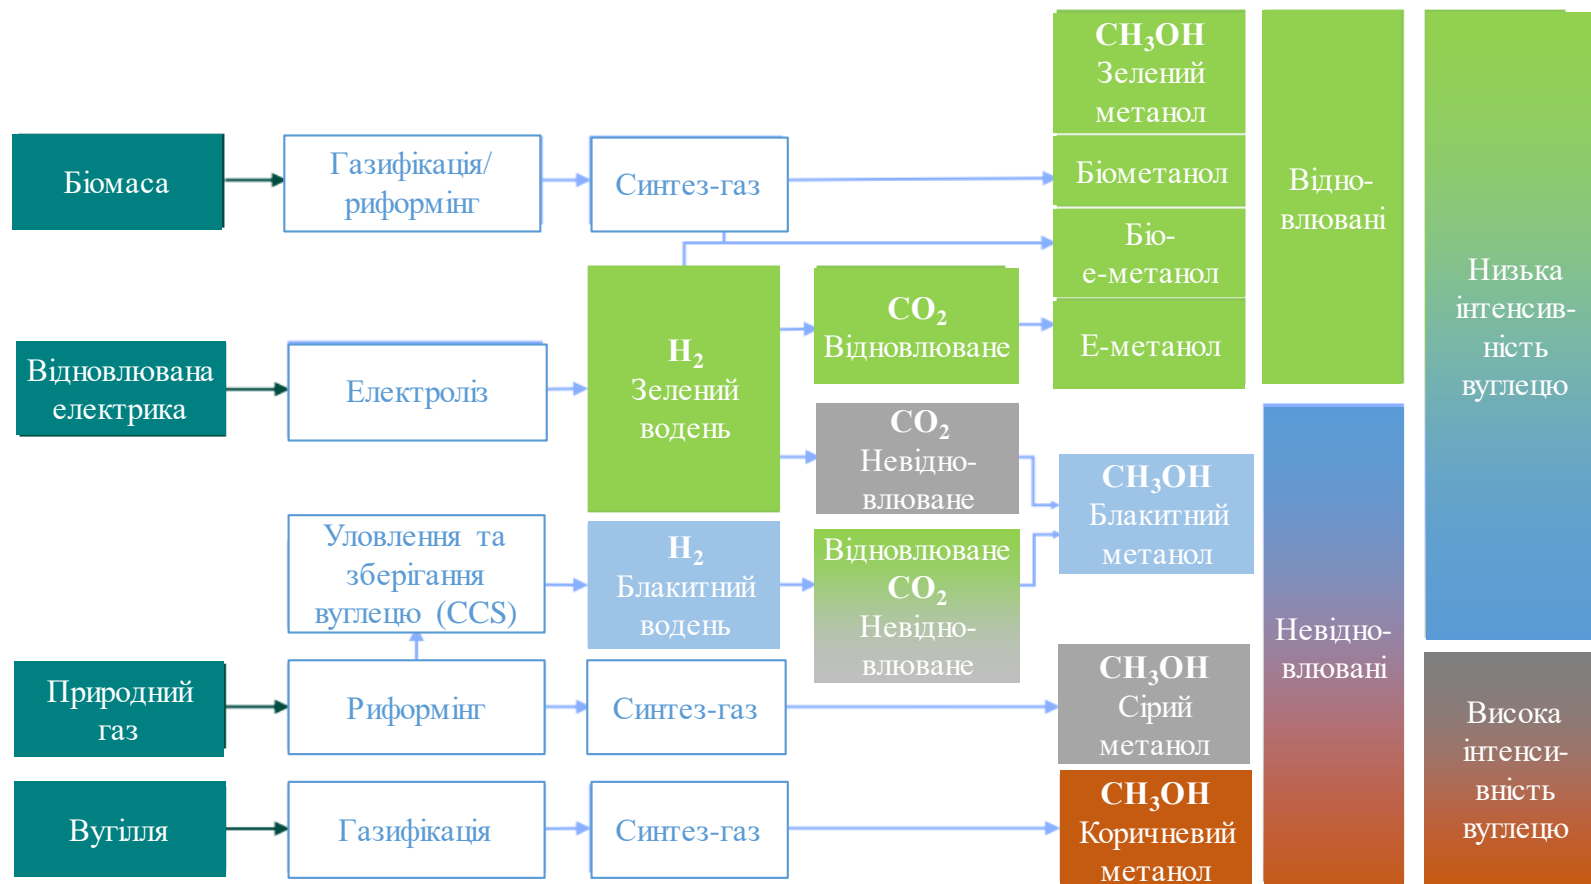 CH₃OH
Зелений
метанол
Біомаса
Газифікація/
риформінг
Синтез-газ
Біометанол
Біо-
е-метанол
Відно-
влювані
Низька
інтенсив-
ність
вуглецю
Відновлювана
електрика
Електроліз
H₂
Зелений
водень
CO₂
Відновлюване
Е-метанол
CO₂
Невідно-
влюване
CH₃OH
Блакитний
метанол
Уловлення та
зберігання
вуглецю (CCS)
H₂
Блакитний
водень
Відновлюване
CO₂
Невідно-
влюване
Невідно-
влювані
Природний
газ
Риформінг
Синтез-газ
CH₃OH
Сірий
метанол
Висока
інтенси-
вність
вуглецю
Вугілля
Газифікація
Синтез-газ
CH₃OH
Коричневий
метанол